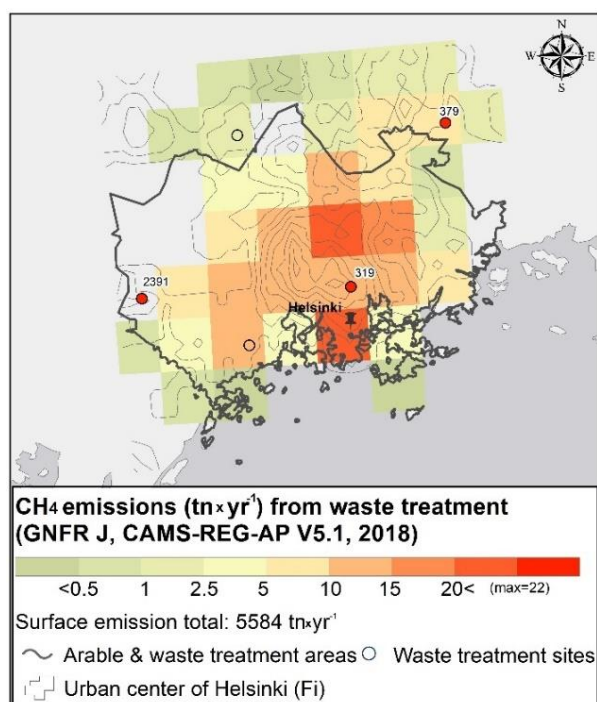 N
W E
S
379
2391
319
Helsinki
CH4 emissions (tn×yr-1) from waste treatment
(GNFR J, CAMS-REG-AP V5.1, 2018)
<0.5 1 2.5 5 10 15 20< (max=22)
Surface emission total: 5584 tn×yr-1
Arable & waste treatment areas Waste treatment sites
Urban center of Helsinki (Fi)